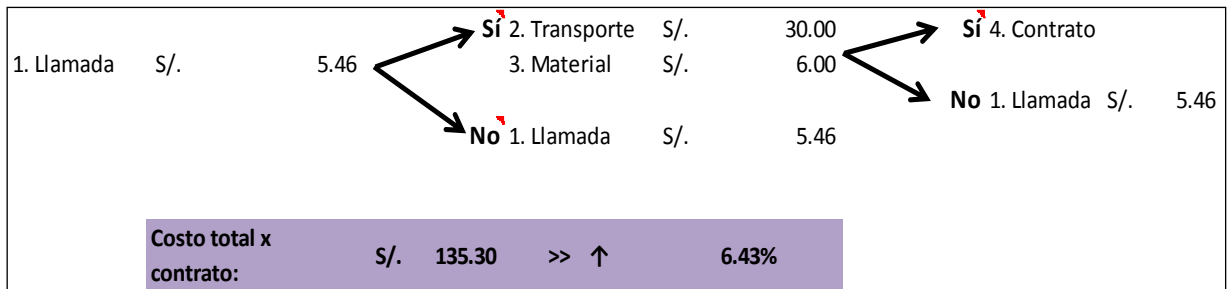 Sí 2. Transporte S/. 30.00 Sí 4. Contrato
1. Llamada S/. 5.46 3. Material S/. 6.00
No 1. Llamada S/. 5.46
No 1. Llamada S/. 5.46
Costo total x
contrato: S/. 135.30 >> ↑ 6.43%